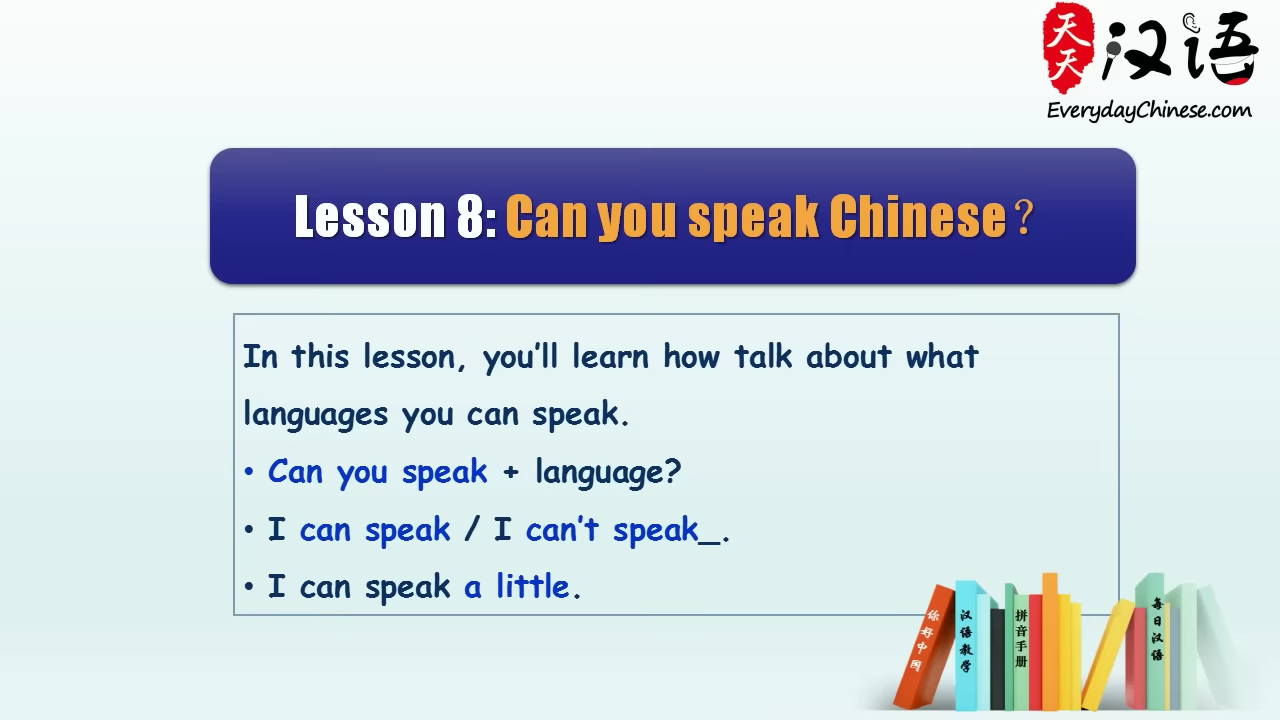 天天汉语
EverydayChinese.com
Lesson 8: Can you speak Chinese？
In this lesson, you’ll learn how talk about what
languages you can speak.
• Can you speak + language?
• I can speak / I can’t speak_.
• I can speak a little.
你好中国
汉语教学
拼音手册
每日汉语